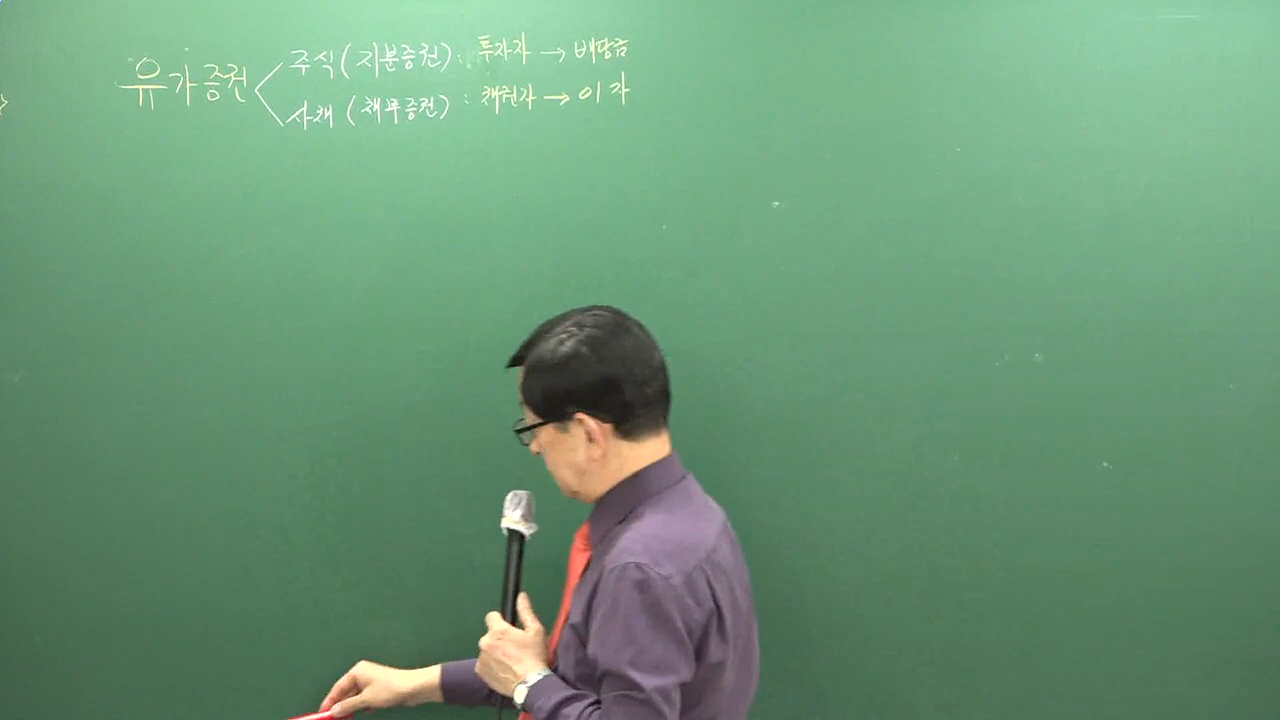 유가증권
주식(지분증권) : 투자자 → 배당금
사채 (채무증권) : 채권자 → 이자